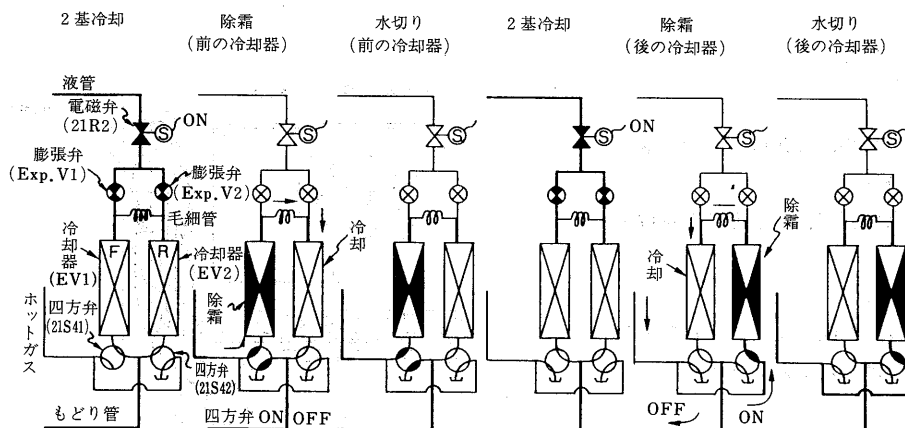 2基冷却
除霜
(前の冷却器)
水切り
(前の冷却器)
2基冷却
除霜
(後の冷却器)
水切り
(後の冷却器)
液管
電磁弁
(21R2)
S
ON
膨張弁
(Exp.V1)
膨張弁
(Exp.V2)
毛細管
冷却器
(EV1)
F
R
冷却器
(EV2)
ホットガス
四方弁
(21S41)
四方弁
(21S42)
もどり管
S
除霜
冷却
四方弁 ON OFF
S
S
ON
S
冷却
除霜
OFF
ON
S